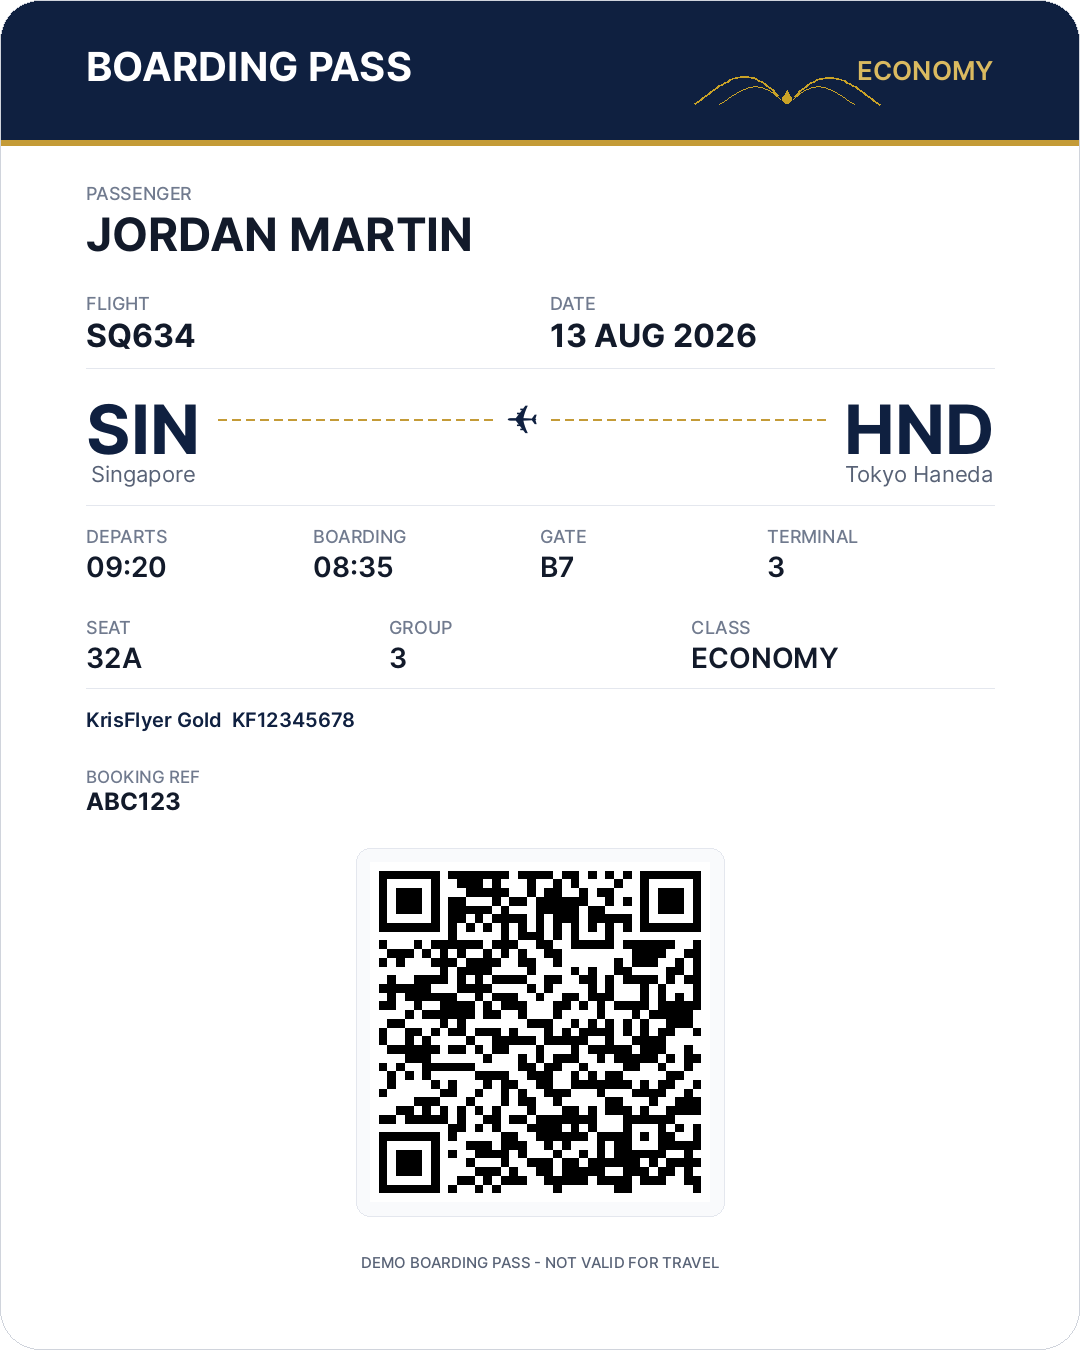 BOARDING PASS
ECONOMY
PASSENGER
JORDAN MARTIN
FLIGHT DATE
SQ634 13 AUG 2026
SIN HND
Singapore Tokyo Haneda
DEPARTS BOARDING GATE TERMINAL
09:20 08:35 B7 3
SEAT GROUP CLASS
32A 3 ECONOMY
KrisFlyer Gold KF12345678
BOOKING REF
ABC123
DEMO BOARDING PASS - NOT VALID FOR TRAVEL